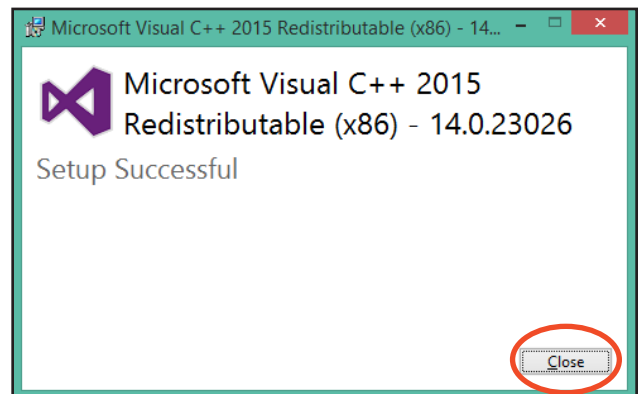 Microsoft Visual C++ 2015 Redistributable (x86) - 14...
Microsoft Visual C++ 2015
Redistributable (x86) - 14.0.23026
Setup Successful
Close